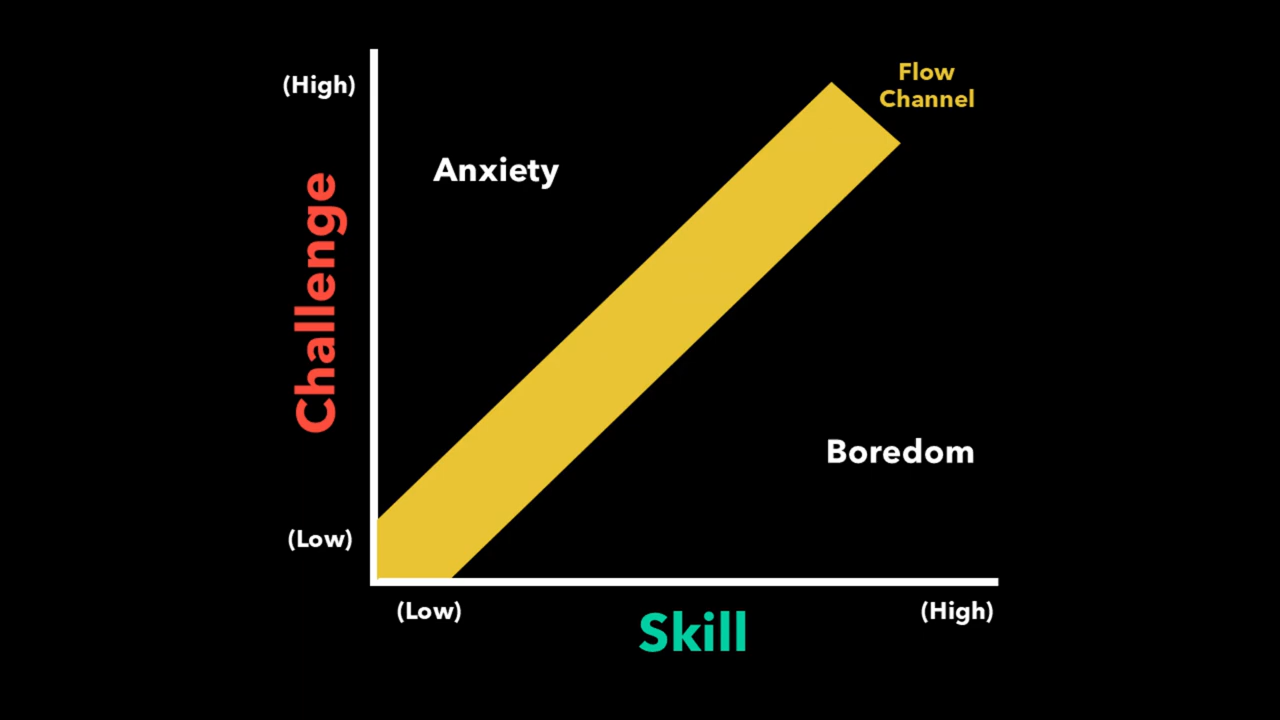 (High)
Flow
Channel
Anxiety
Challenge
Boredom
(Low)
(Low)
Skill
(High)